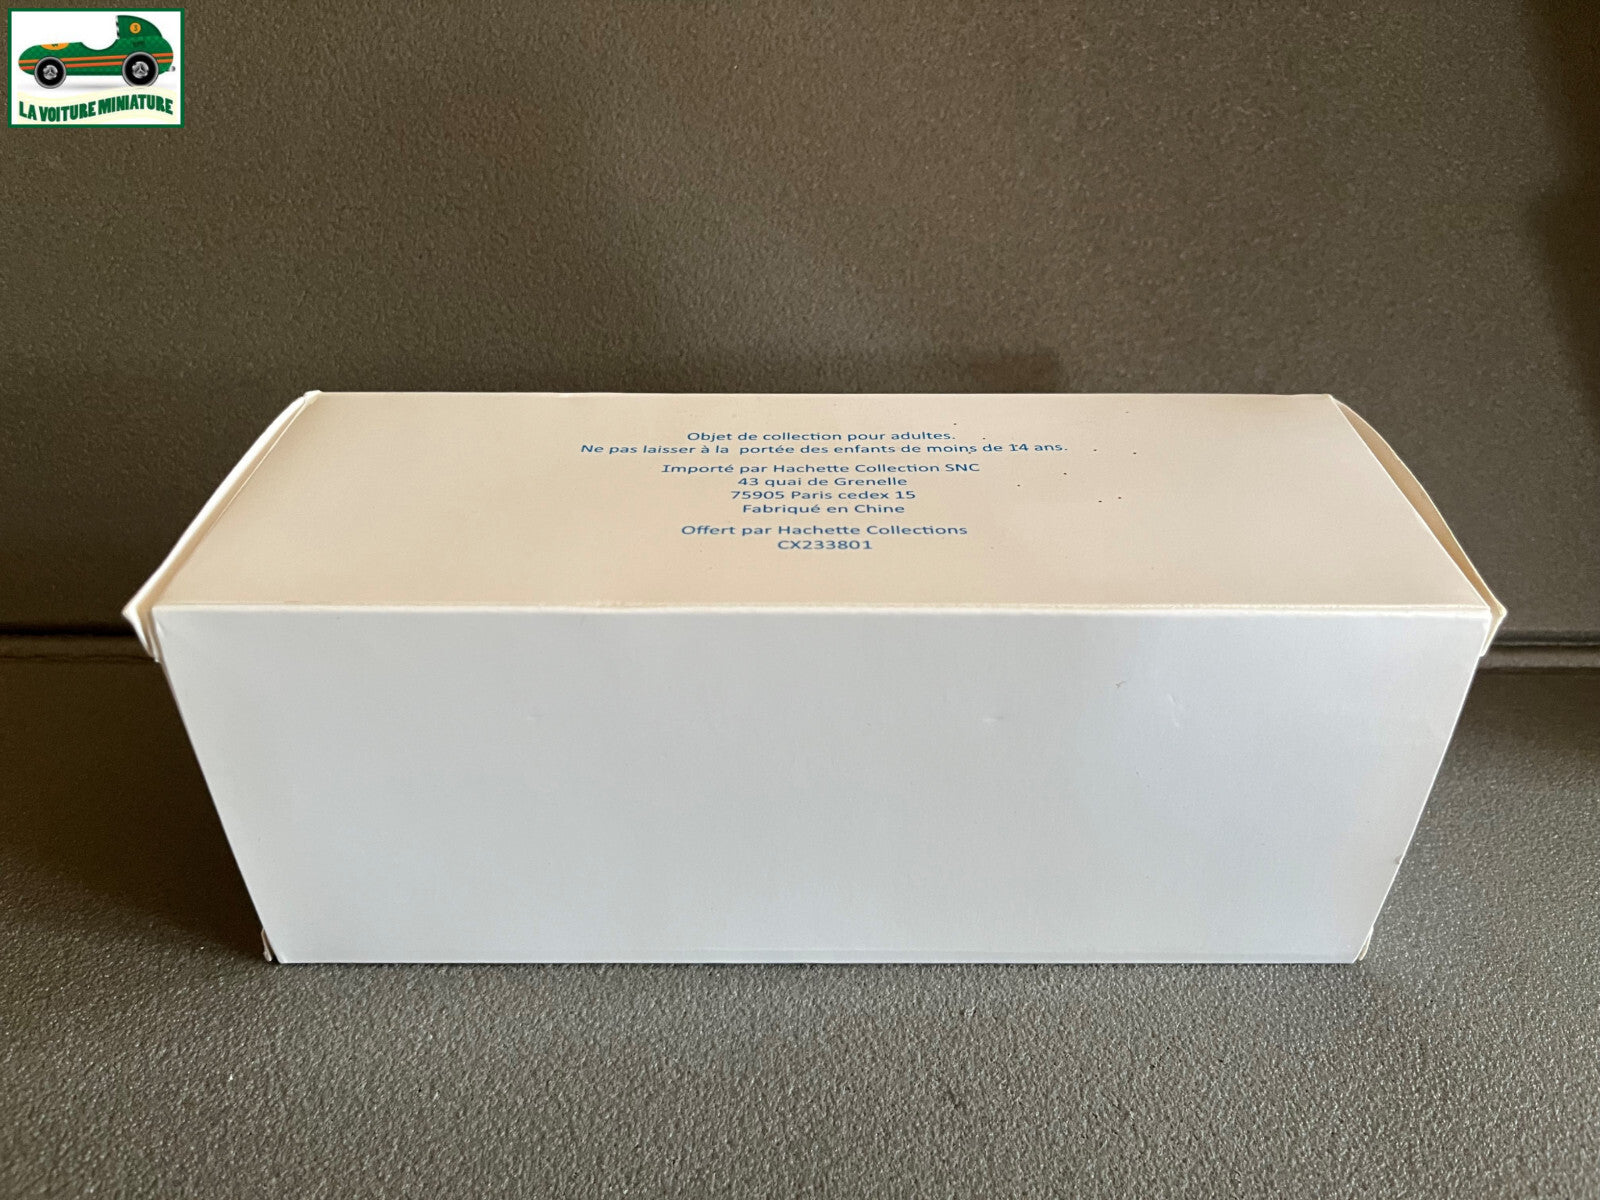 LA VOITURE MINIATURE
Objet de collection pour adultes.
Ne pas laisser à la portée des enfants de moins de 14 ans.
Importé par Hachette Collection SNC
43 quai de Grenelle
75905 Paris cedex 15
Fabriqué en Chine
Offert par Hachette Collections
CX233801